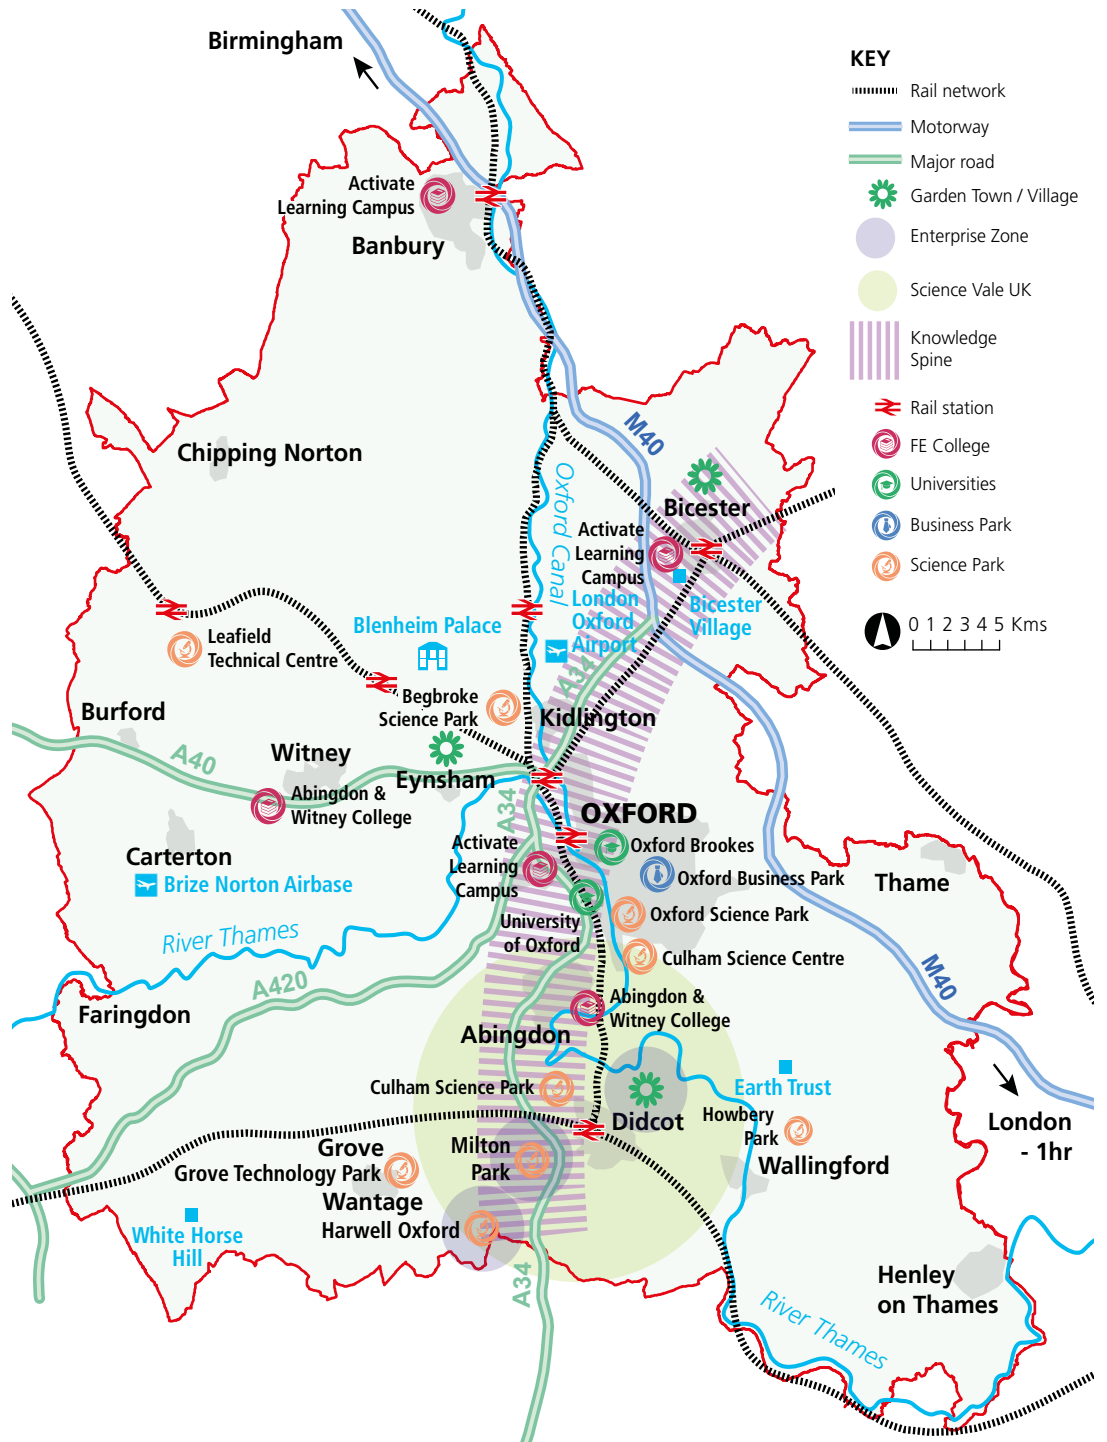 Birmingham
KEY
Rail network
Motorway
Major road
Garden Town / Village
Enterprise Zone
Science Vale UK
Knowledge
Spine
Rail station
FE College
Universities
Business Park
Science Park
0 1 2 3 4 5 Kms
Activate
Learning Campus
Banbury
Chipping Norton
M40
Oxford Canal
Bicester
Activate
Learning
Campus
Bicester
Village
London
Oxford
Airport
A34
Leafield
Technical Centre
Blenheim Palace
Begbroke
Science Park
Kidlington
Burford
A40
Witney
Eynsham
Abingdon &
Witney College
A34
OXFORD
Oxford Brookes
Activate
Learning
Campus
Oxford Business Park
Carterton
Brize Norton Airbase
Thame
Oxford Science Park
University
of Oxford
River Thames
Culham Science Centre
M40
A420
Faringdon
Abingdon &
Witney College
Abingdon
Culham Science Park
Earth Trust
Didcot
Howbery
Park
London
- 1hr
Grove
Grove Technology Park
Milton
Park
Wallingford
Wantage
Harwell Oxford
White Horse
Hill
A34
Henley
on Thames
River Thames